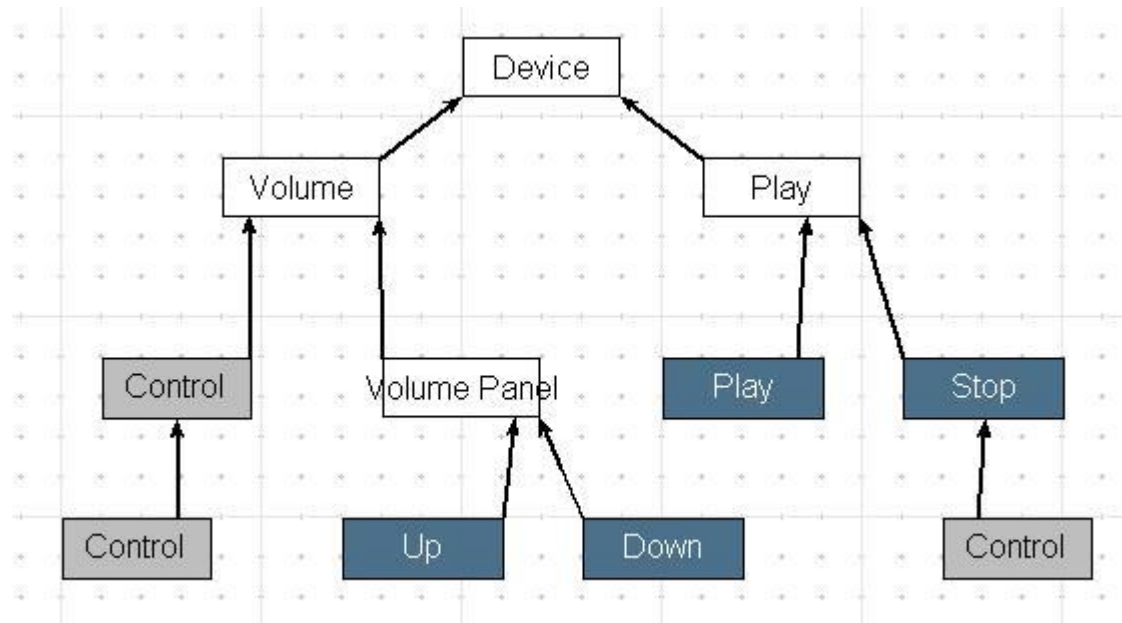 Device
Volume
Play
Control
Volume Panel
Play
Stop
Control
Up
Down
Control